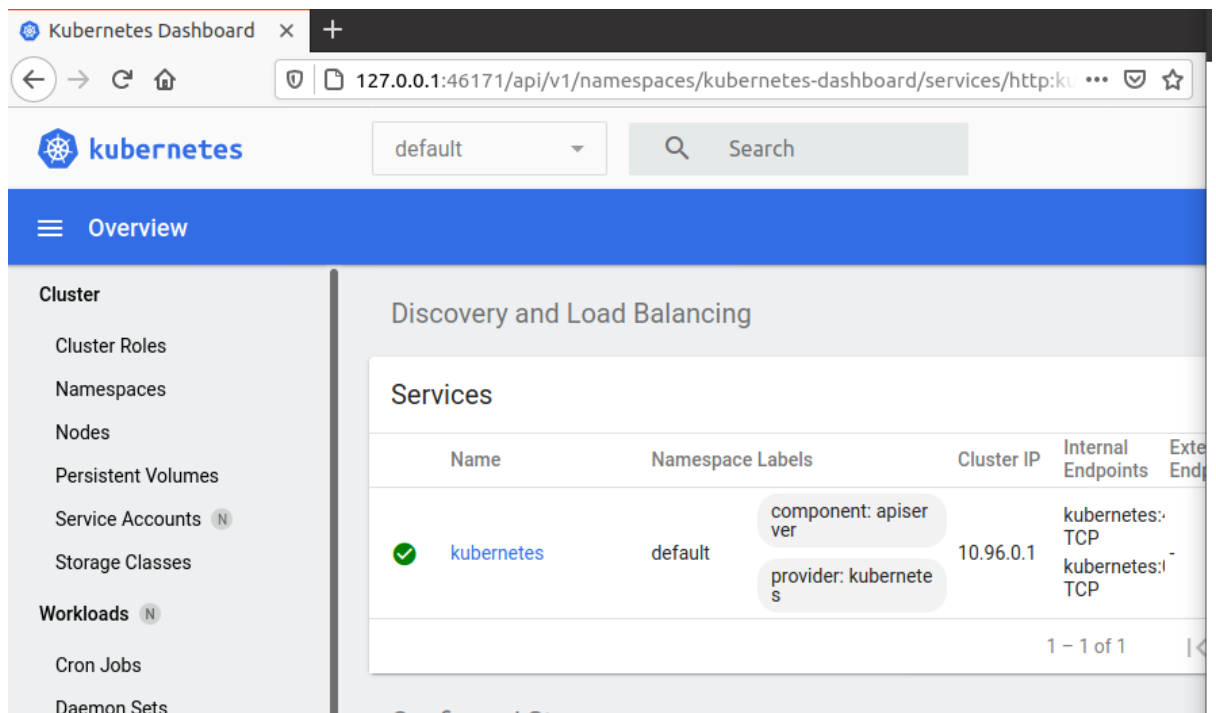 Kubernetes Dashboard
127.0.0.1:46171/api/v1/namespaces/kubernetes-dashboard/services/http:ku
kubernetes
default
Search
Overview
Cluster
Cluster Roles
Namespaces
Nodes
Persistent Volumes
Service Accounts N
Storage Classes
Workloads N
Cron Jobs
Daemon Sets
Discovery and Load Balancing
Services
Name Namespace Labels Cluster IP Internal Endpoints
kubernetes default
component: apiser
ver
provider: kubernete
s
10.96.0.1
kubernetes:
TCP
kubernetes:
TCP
-
1 – 1 of 1